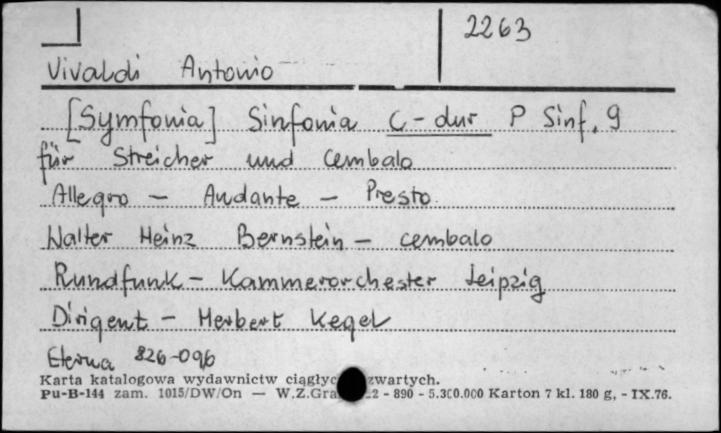 2263
Vivaldi Antonio
[Symfonia] Sinfonia C-dur P Sinf. 9
für Streicher und Cembalo
Allegro - Andante - Presto
Walter Heinz Bernstein - cembalo
Rundfunk - Kammerorchester Leipzig
Dirigent - Herbert Kegel
Eterna 826-096
Karta katalogowa wydawnictw zwartych.
Pu-B-144 zam. 1015/DW/On — W.Z.Gra - 890 - 5.300.000 Karton 7 kl. 180 g, - IX.76.